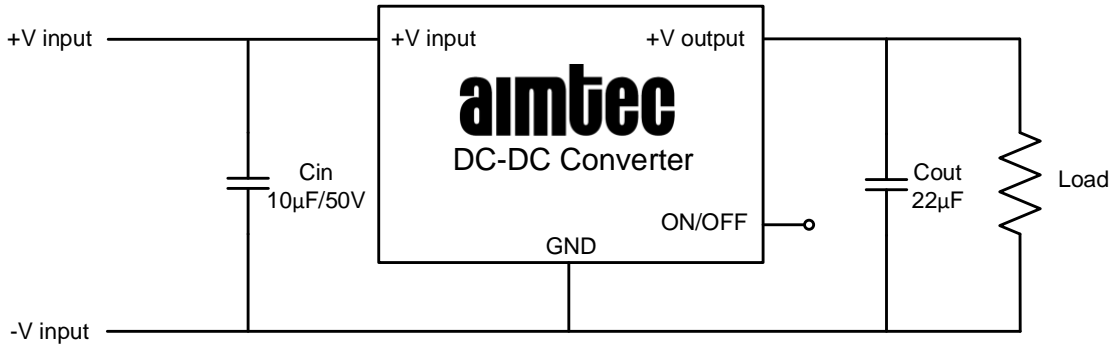 +V input
+V input
+V output
aimtec
DC-DC Converter
Cin
10µF/50V
Cout
22µF
Load
ON/OFF
GND
-V input